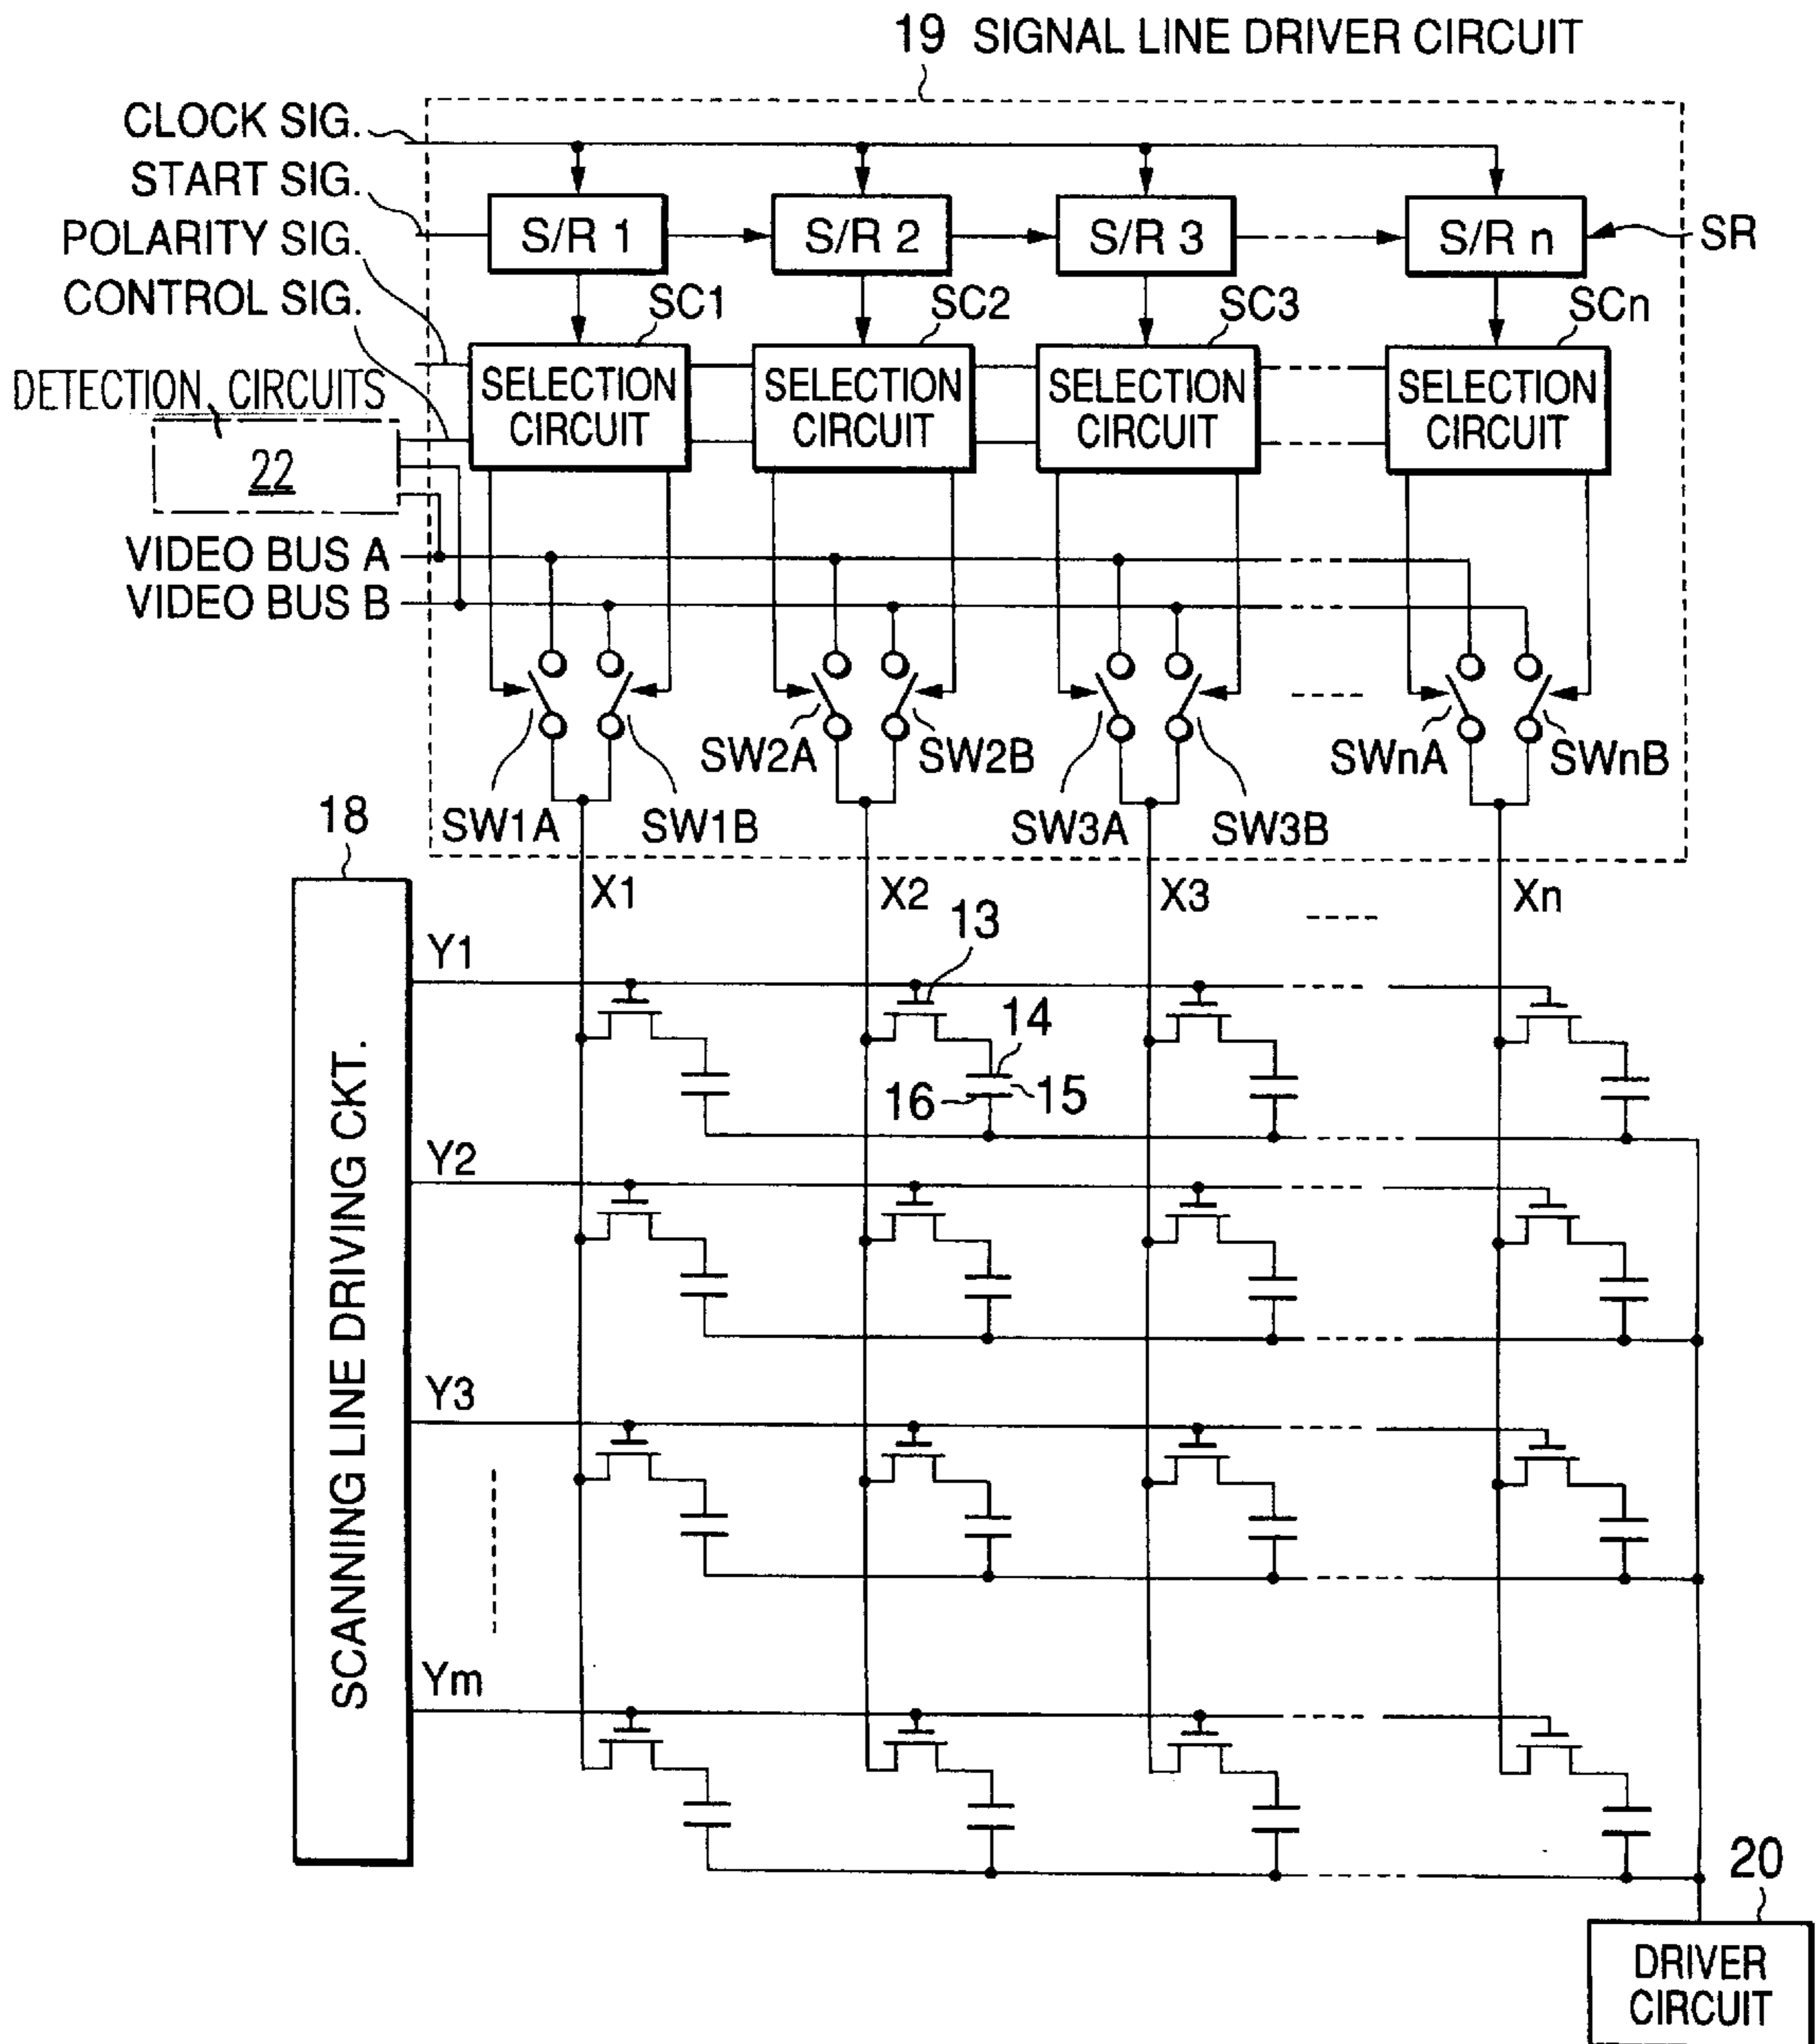 19 SIGNAL LINE DRIVER CIRCUIT
CLOCK SIG.
START SIG.
POLARITY SIG.
CONTROL SIG.
S/R 1
S/R 2
S/R 3
S/R n
SR
SC1
SC2
SC3
SCn
SELECTION
CIRCUIT
SELECTION
CIRCUIT
SELECTION
CIRCUIT
SELECTION
CIRCUIT
DETECTION CIRCUITS
22
VIDEO BUS A
VIDEO BUS B
SW1A
SW1B
SW2A
SW2B
SW3A
SW3B
SWnA
SWnB
18
SCANNING LINE DRIVING CKT.
X1
X2
X3
Xn
Y1
13
14
15
16
Y2
Y3
Ym
20
DRIVER
CIRCUIT